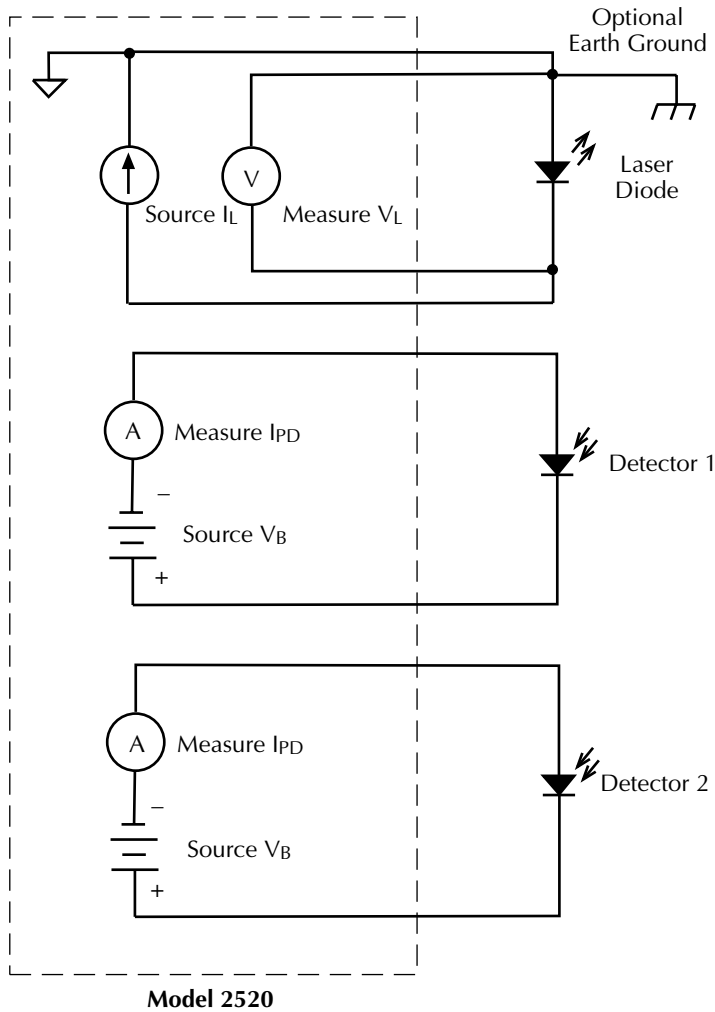 Optional
Earth Ground
V
Source IL
Measure VL
Laser
Diode
A
Measure IPD
Detector 1
−
Source VB
+
A
Measure IPD
Detector 2
−
Source VB
+
Model 2520